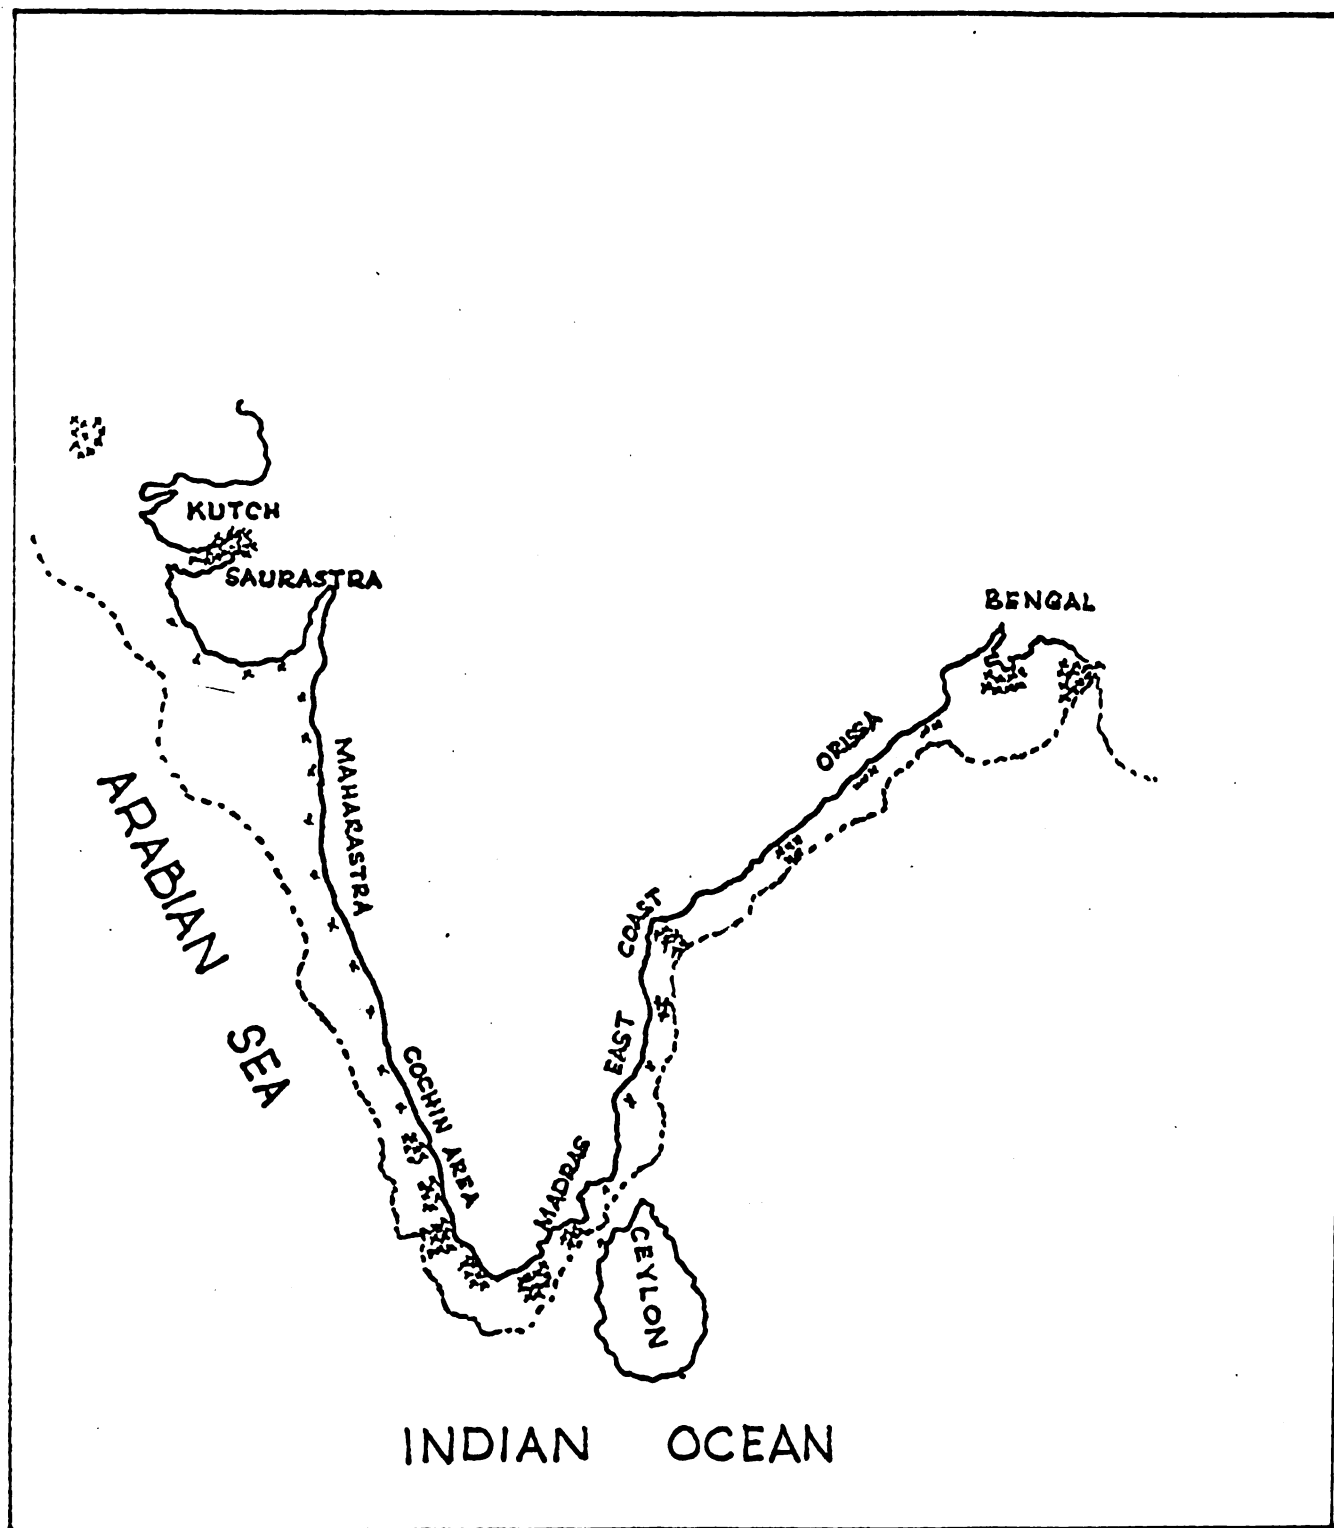 KUTCH
SAURASTRA
BENGAL
ORISSA
MAHARASTRA
ARABIAN SEA
COAST
EAST
COCHIN AREA
MADRAS
CEYLON
INDIAN OCEAN